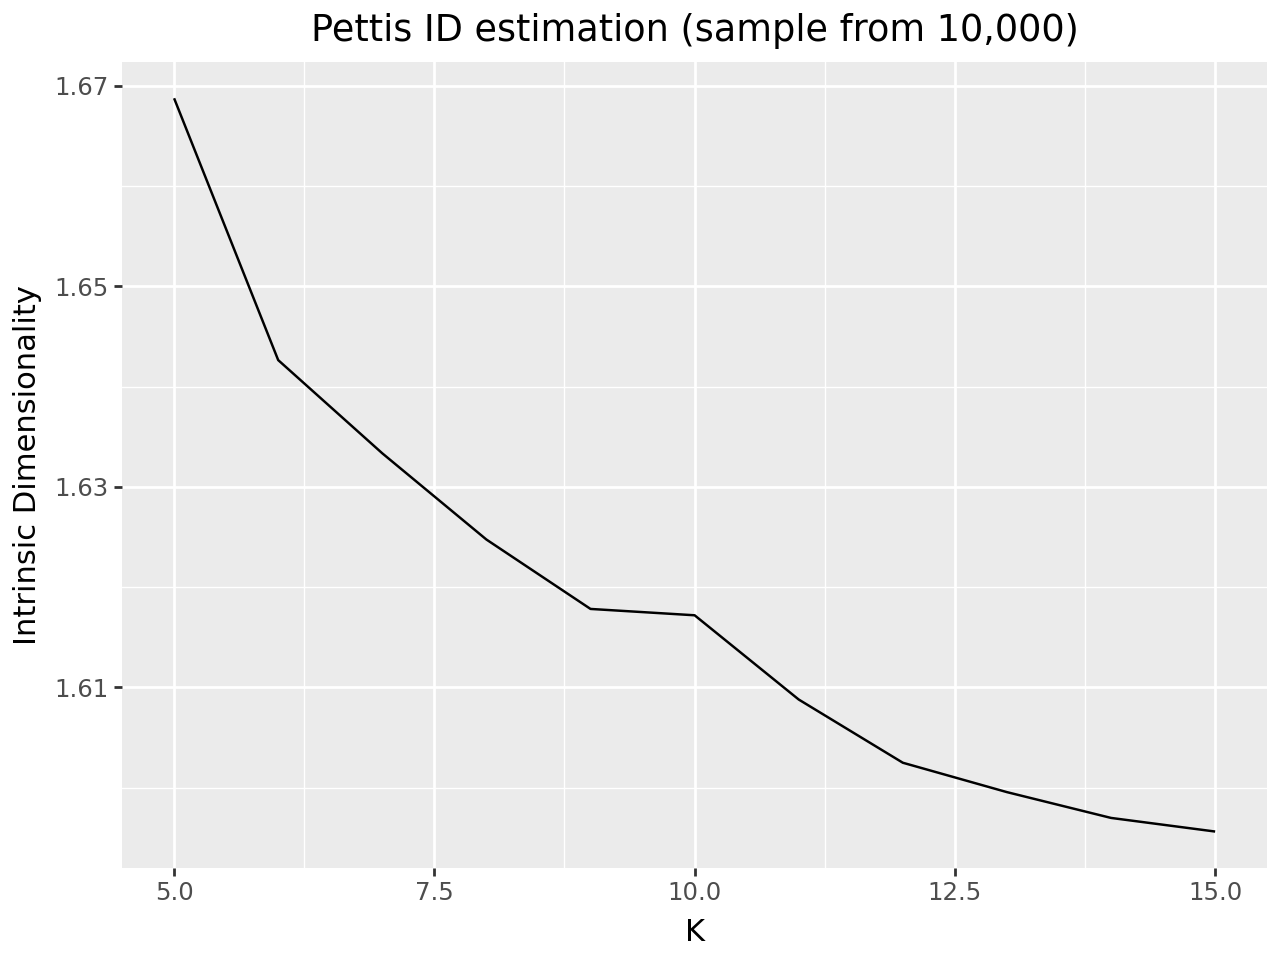 Pettis ID estimation (sample from 10,000)
1.67
1.65
1.63
1.61
Intrinsic Dimensionality
5.0 7.5 10.0 12.5 15.0
K